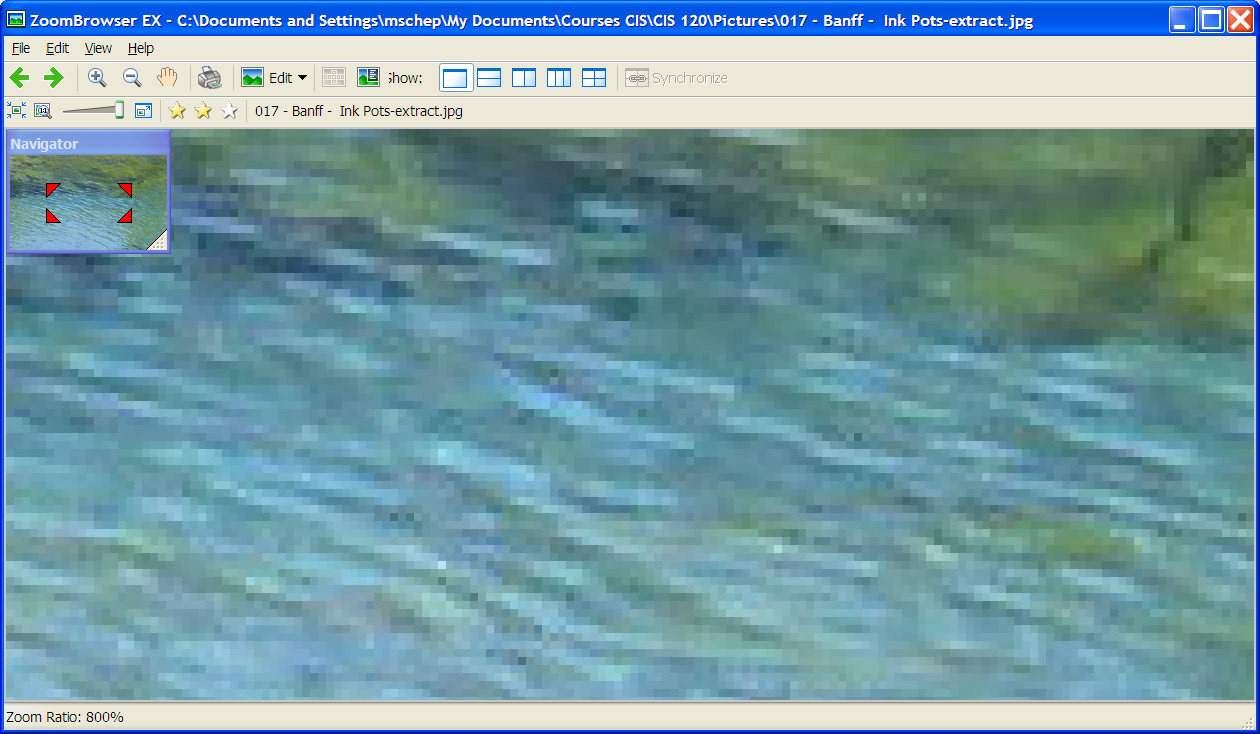 ZoomBrowser EX - C:\Documents and Settings\mschep\My Documents\Courses CIS\CIS 120\Pictures\017 - Banff -  Ink Pots-extract.jpg
File Edit View Help
Edit Show: Synchronize
017 - Banff -  Ink Pots-extract.jpg
Navigator
Zoom Ratio: 800%